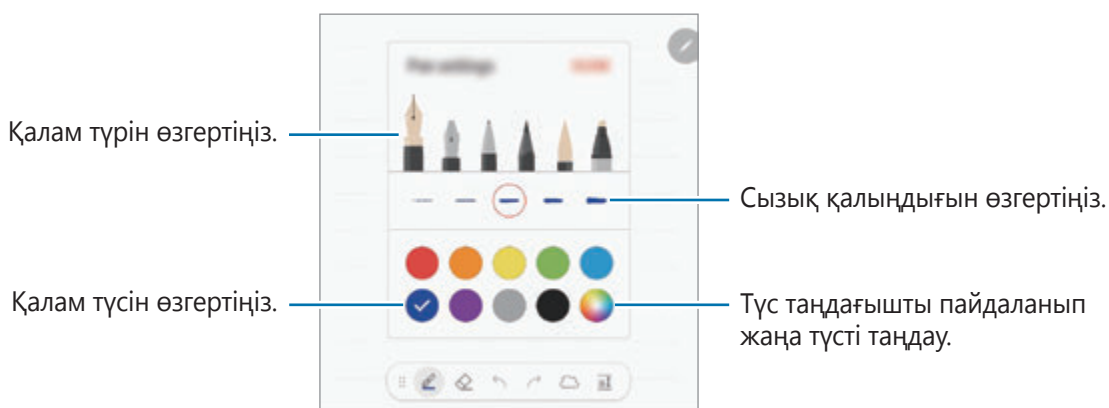 Қалам түрін өзгертіңіз.
Сызық қалыңдығын өзгертіңіз.
Қалам түсін өзгертіңіз.
Түс таңдағышты пайдаланып
жаңа түсті таңдау.